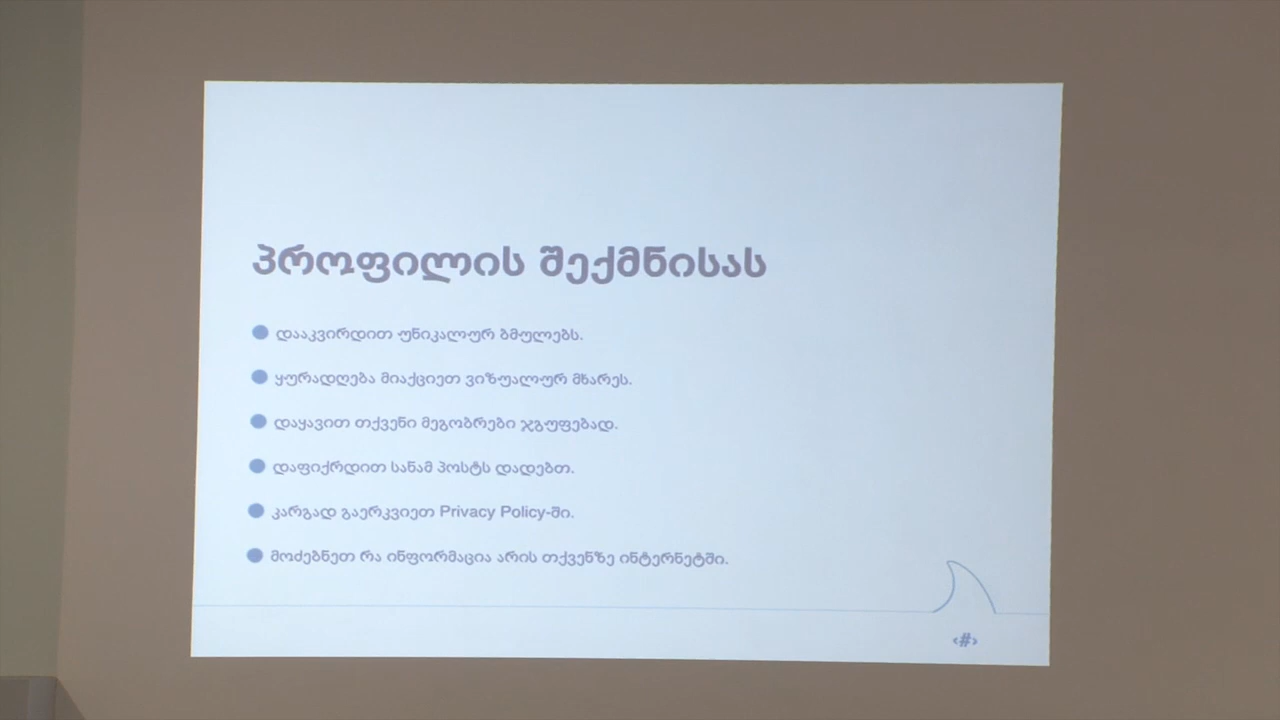 პროფილის შექმნისას
დააკვირდით უნიკალურ ბმულებს.
ყურადღება მიაქციეთ ვიზუალურ მხარეს.
დაყავით თქვენი მეგობრები ჯგუფებად.
დაფიქრდით სანამ პოსტს დადებთ.
კარგად გაერკვიეთ Privacy Policy-ში.
მოძებნეთ რა ინფორმაცია არის თქვენზე ინტერნეტში.
‹#›